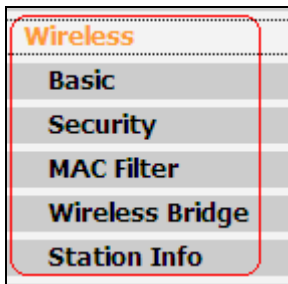 Wireless
Basic
Security
MAC Filter
Wireless Bridge
Station Info